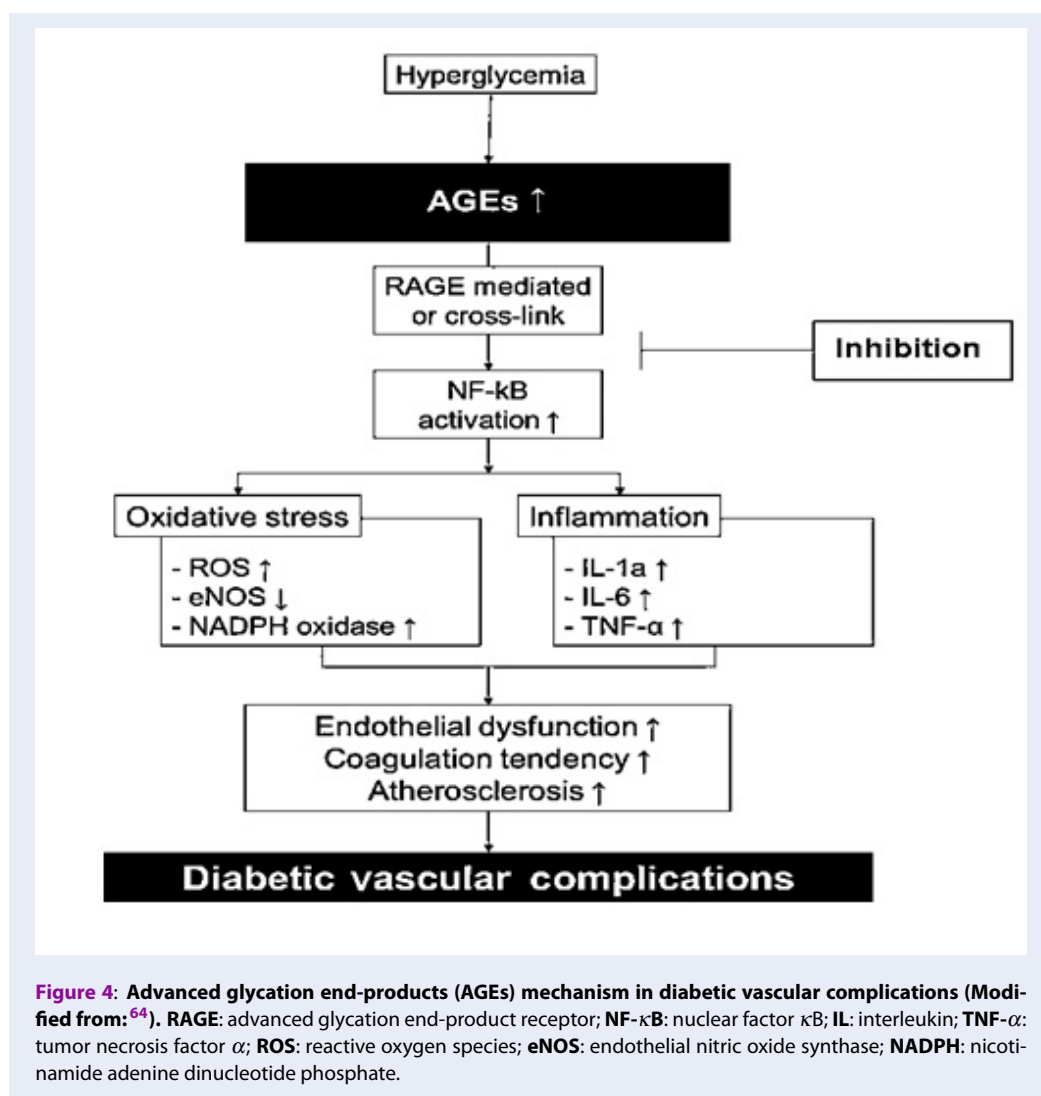 Hyperglycemia
AGEs ↑
RAGE mediated
or cross-link
Inhibition
NF-kB
activation ↑
Oxidative stress
- ROS ↑
- eNOS ↓
- NADPH oxidase ↑
Inflammation
- IL-1a ↑
- IL-6 ↑
- TNF-α ↑
Endothelial dysfunction ↑
Coagulation tendency ↑
Atherosclerosis ↑
Diabetic vascular complications
Figure 4: Advanced glycation end-products (AGEs) mechanism in diabetic vascular complications (Modi-
fied from:64). RAGE: advanced glycation end-product receptor; NF-κB: nuclear factor κB; IL: interleukin; TNF-α:
tumor necrosis factor α; ROS: reactive oxygen species; eNOS: endothelial nitric oxide synthase; NADPH: nicoti-
namide adenine dinucleotide phosphate.